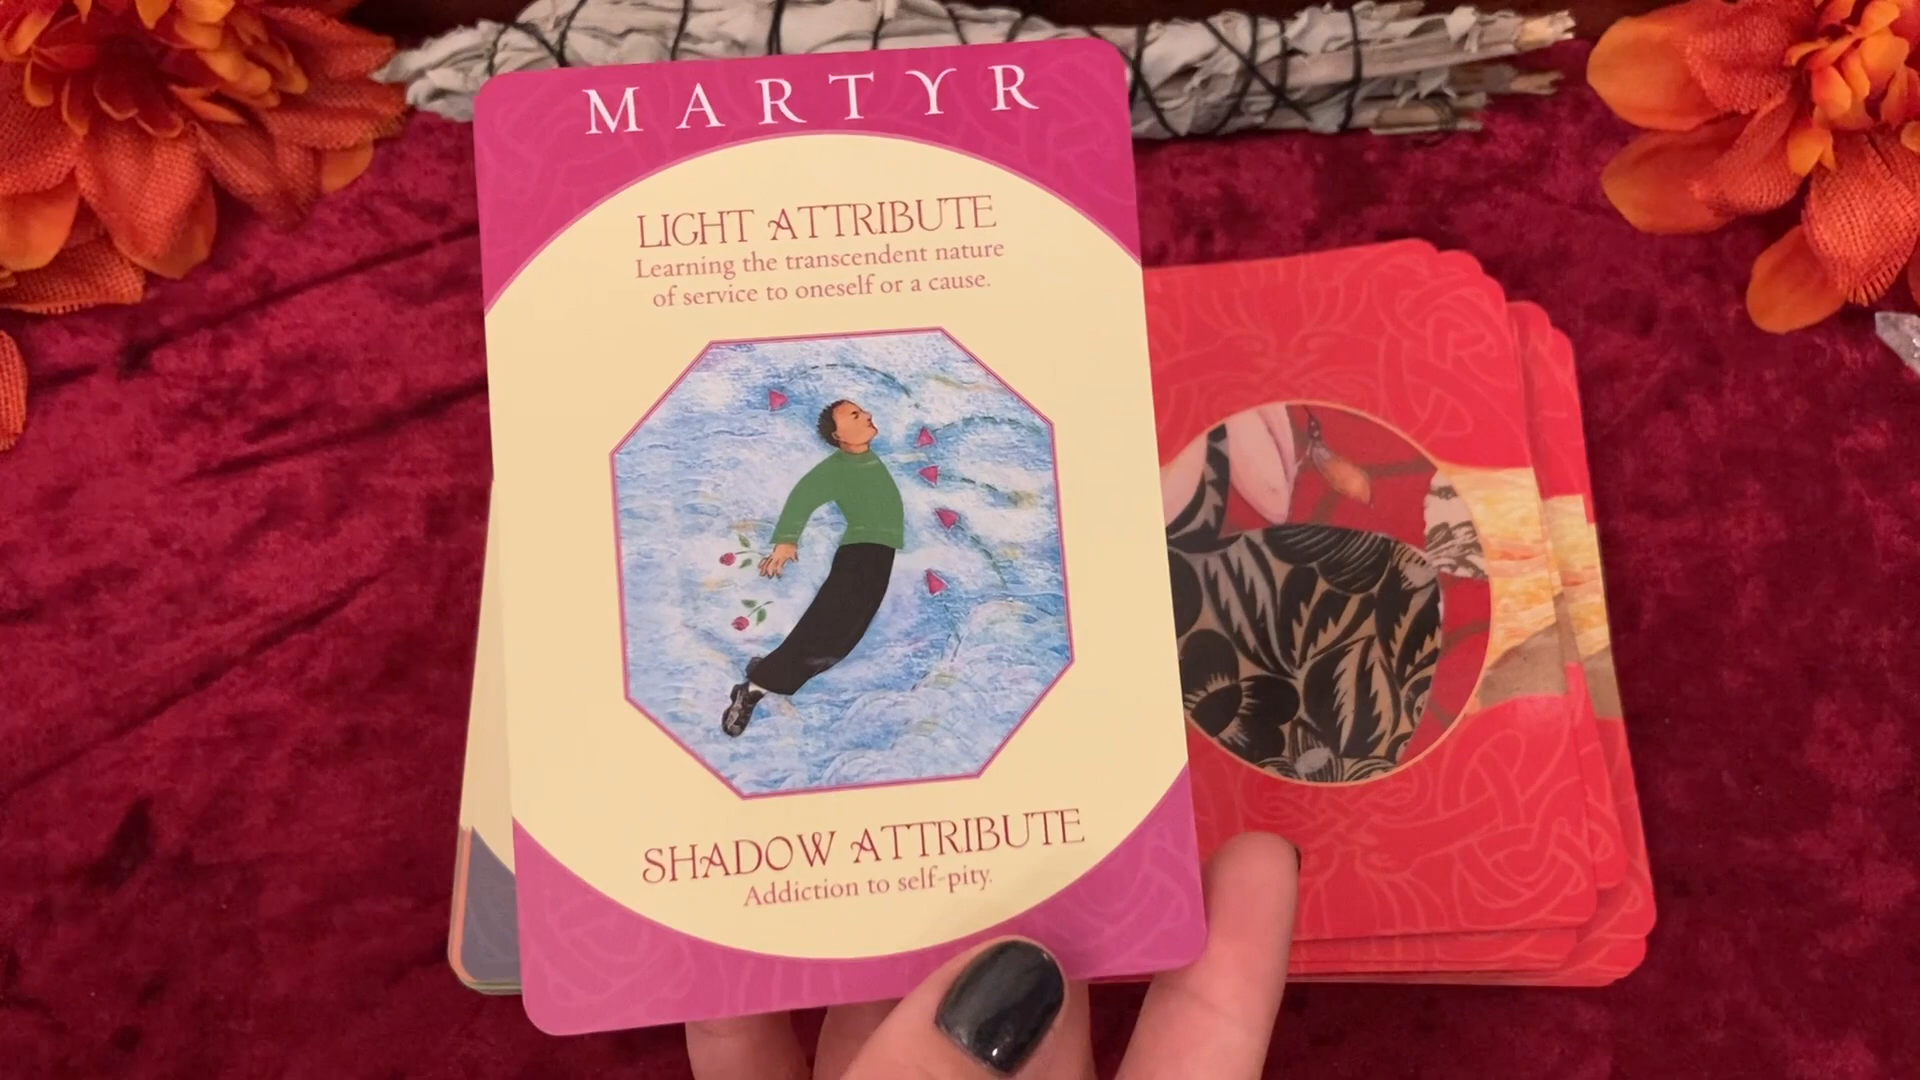 MARTYR
LIGHT ATTRIBUTE
Learning the transcendent nature
of service to oneself or a cause.
SHADOW ATTRIBUTE
Addiction to self-pity.